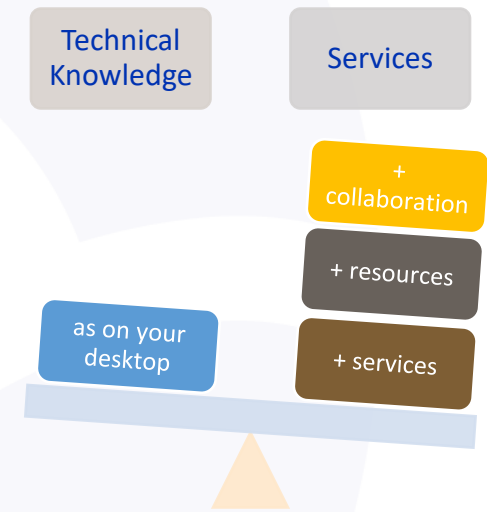 Technical
Knowledge
Services
+
collaboration
+ resources
+ services
as on your
desktop